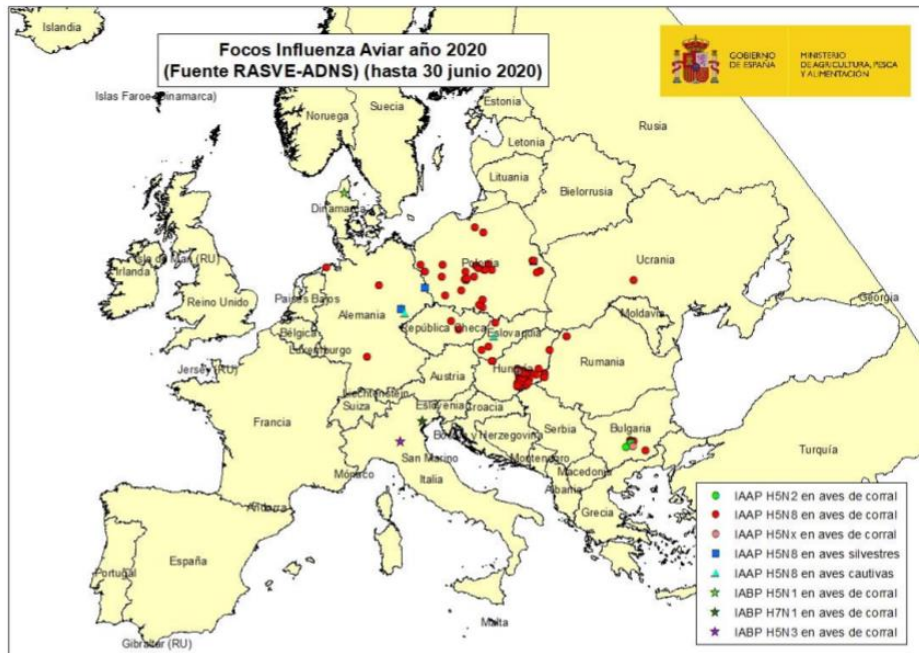 Islandia
Focos Influenza Aviar año 2020
(Fuente RASVE-ADNS) (hasta 30 junio 2020)
GOBIERNO
DE ESPAÑA
MINISTERIO
DE AGRICULTURA, PESCA
Y ALIMENTACIÓN
Islas Faroe (Dinamarca)
Noruega
Suecia
Estonia
Rusia
Letonia
Lituania
Dinamarca
Bielorrusia
Isla de Man (RU)
Irlanda
Polonia
Reino Unido
Países Bajos
Ucrania
Georgia
Alemania
Bélgica
República Checa
Eslovaquia
Moldavia
Luxemburgo
Jersey (RU)
Austria
Hungría
Rumania
Liechtenstein
Suiza
Eslovenia
Croacia
Francia
Bosnia y Herzegovina
Serbia
Bulgaria
San Marino
Montenegro
Mónaco
Italia
Macedonia
Turquía
Andorra
Albania
Grecia
España
Portugal
Malta
Gibraltar (RU)
IAAP H5N2 en aves de corral
IAAP H5N8 en aves de corral
IAAP H5Nx en aves de corral
IAAP H5N8 en aves silvestres
IAAP H5N8 en aves cautivas
IABP H5N1 en aves de corral
IABP H7N1 en aves de corral
IABP H5N3 en aves de corral